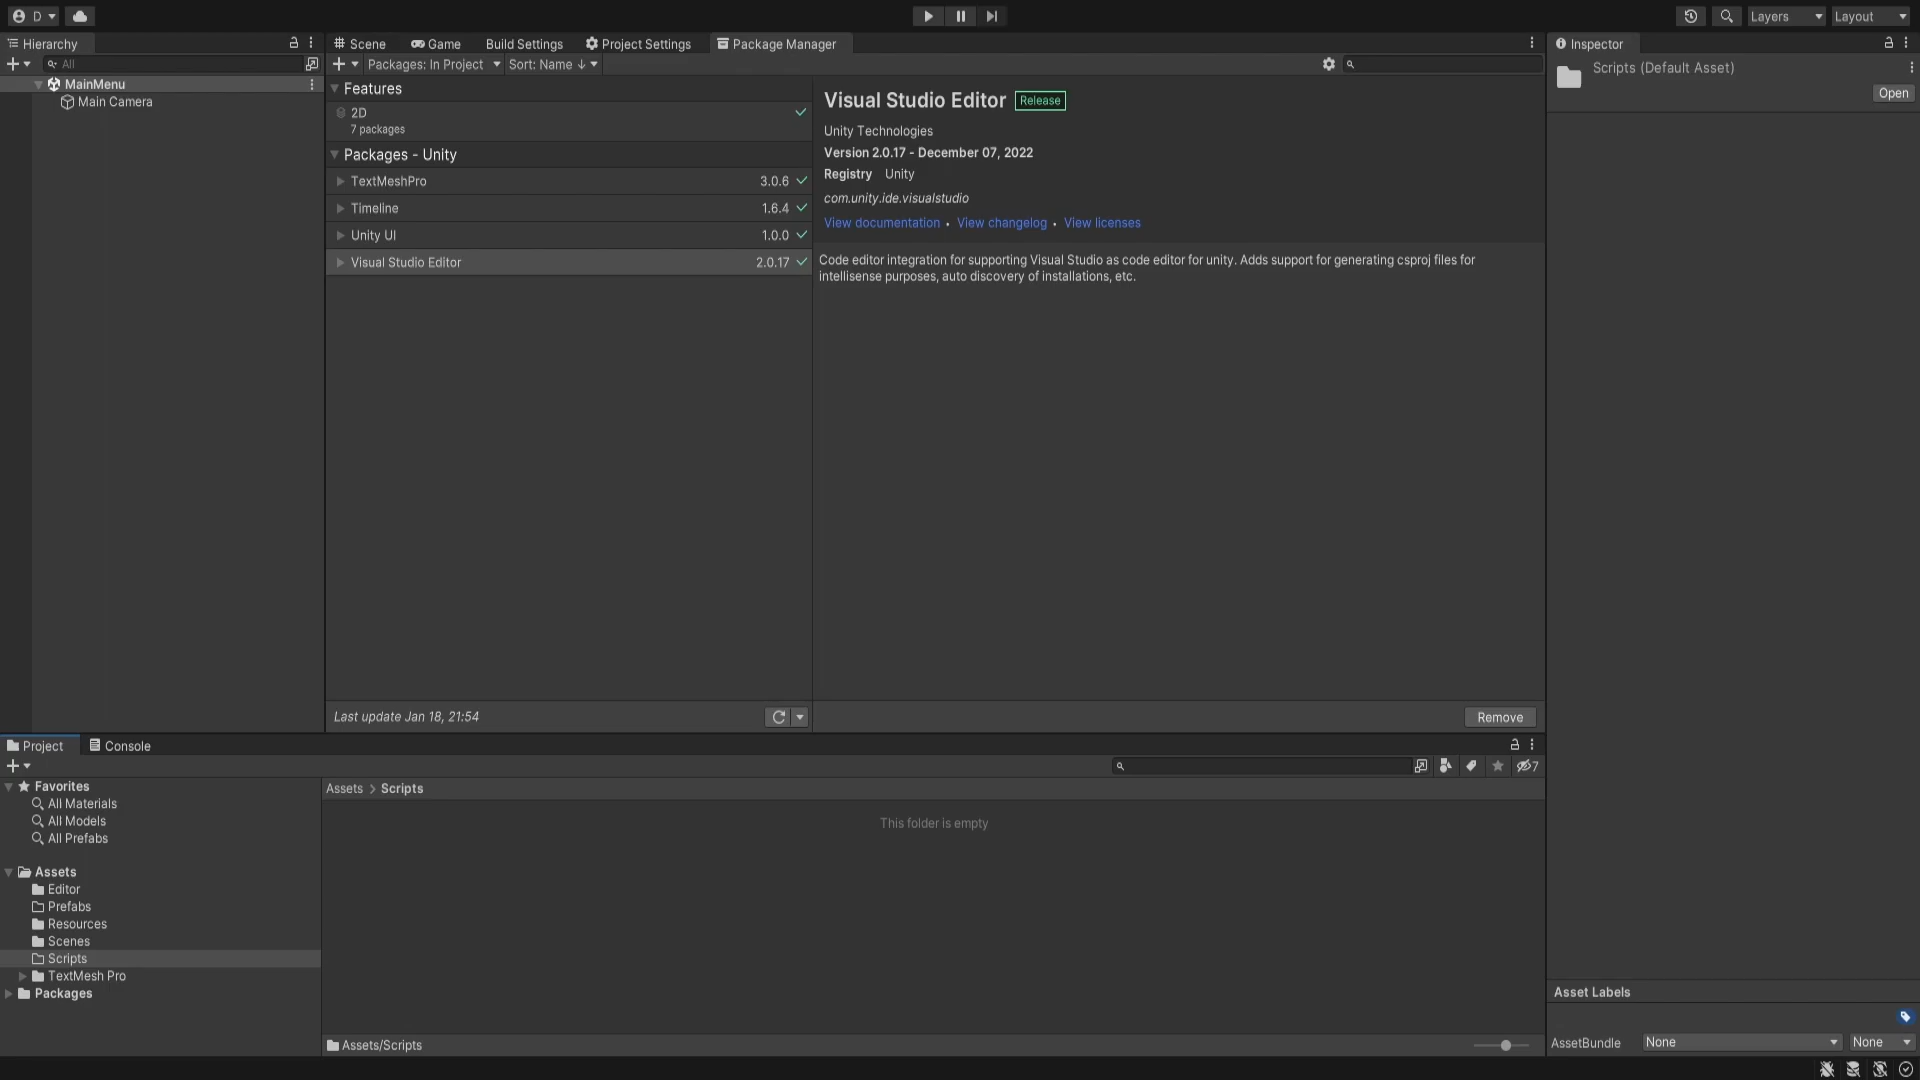 D
Layers
Layout
Hierarchy
Scene
Game
Build Settings
Project Settings
Package Manager
Inspector
All
Packages: In Project
Sort: Name ↓
Scripts (Default Asset)
Open
MainMenu
Main Camera
Features
2D
7 packages
Packages - Unity
TextMeshPro 3.0.6
Timeline 1.6.4
Unity UI 1.0.0
Visual Studio Editor 2.0.17
Visual Studio Editor Release
Unity Technologies
Version 2.0.17 - December 07, 2022
Registry Unity
com.unity.ide.visualstudio
View documentation • View changelog • View licenses
Code editor integration for supporting Visual Studio as code editor for unity. Adds support for generating csproj files for
intellisense purposes, auto discovery of installations, etc.
Last update Jan 18, 21:54
Remove
Project
Console
7
Favorites
All Materials
All Models
All Prefabs
Assets
Editor
Prefabs
Resources
Scenes
Scripts
TextMesh Pro
Packages
Assets > Scripts
This folder is empty
Assets/Scripts
Asset Labels
AssetBundle None None